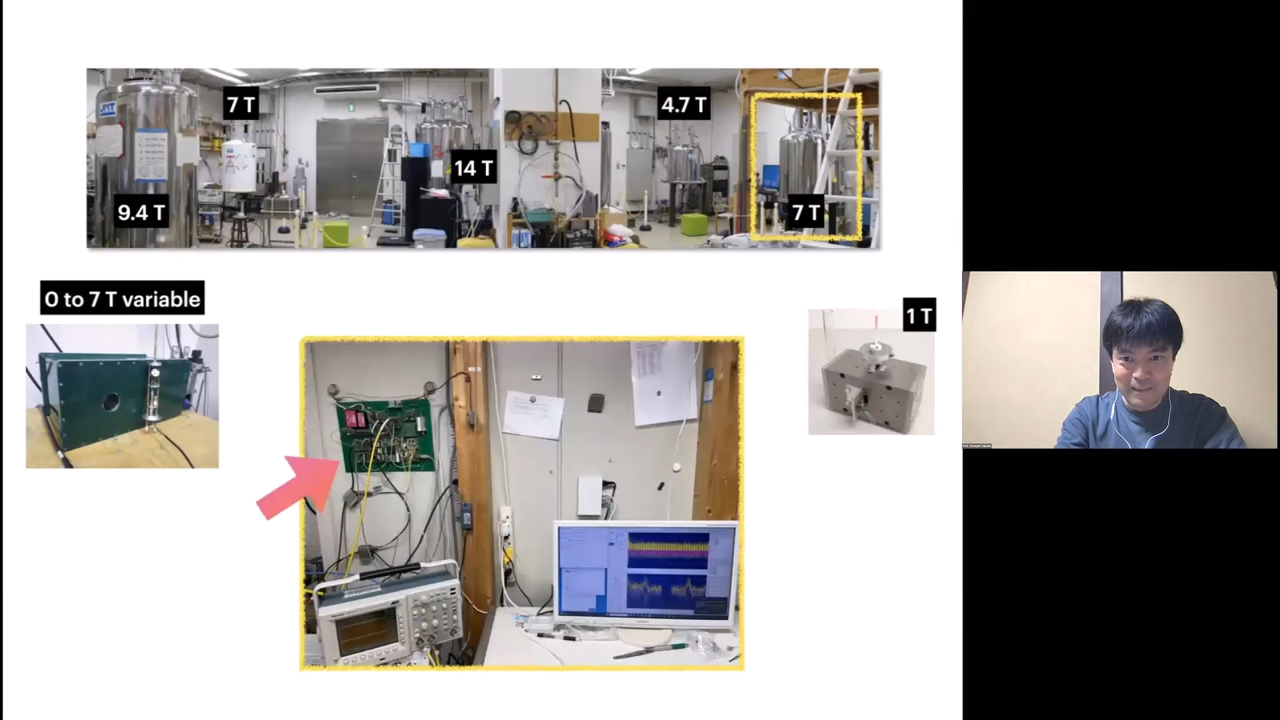 7 T
4.7 T
14 T
9.4 T
7 T
0 to 7 T variable
1 T